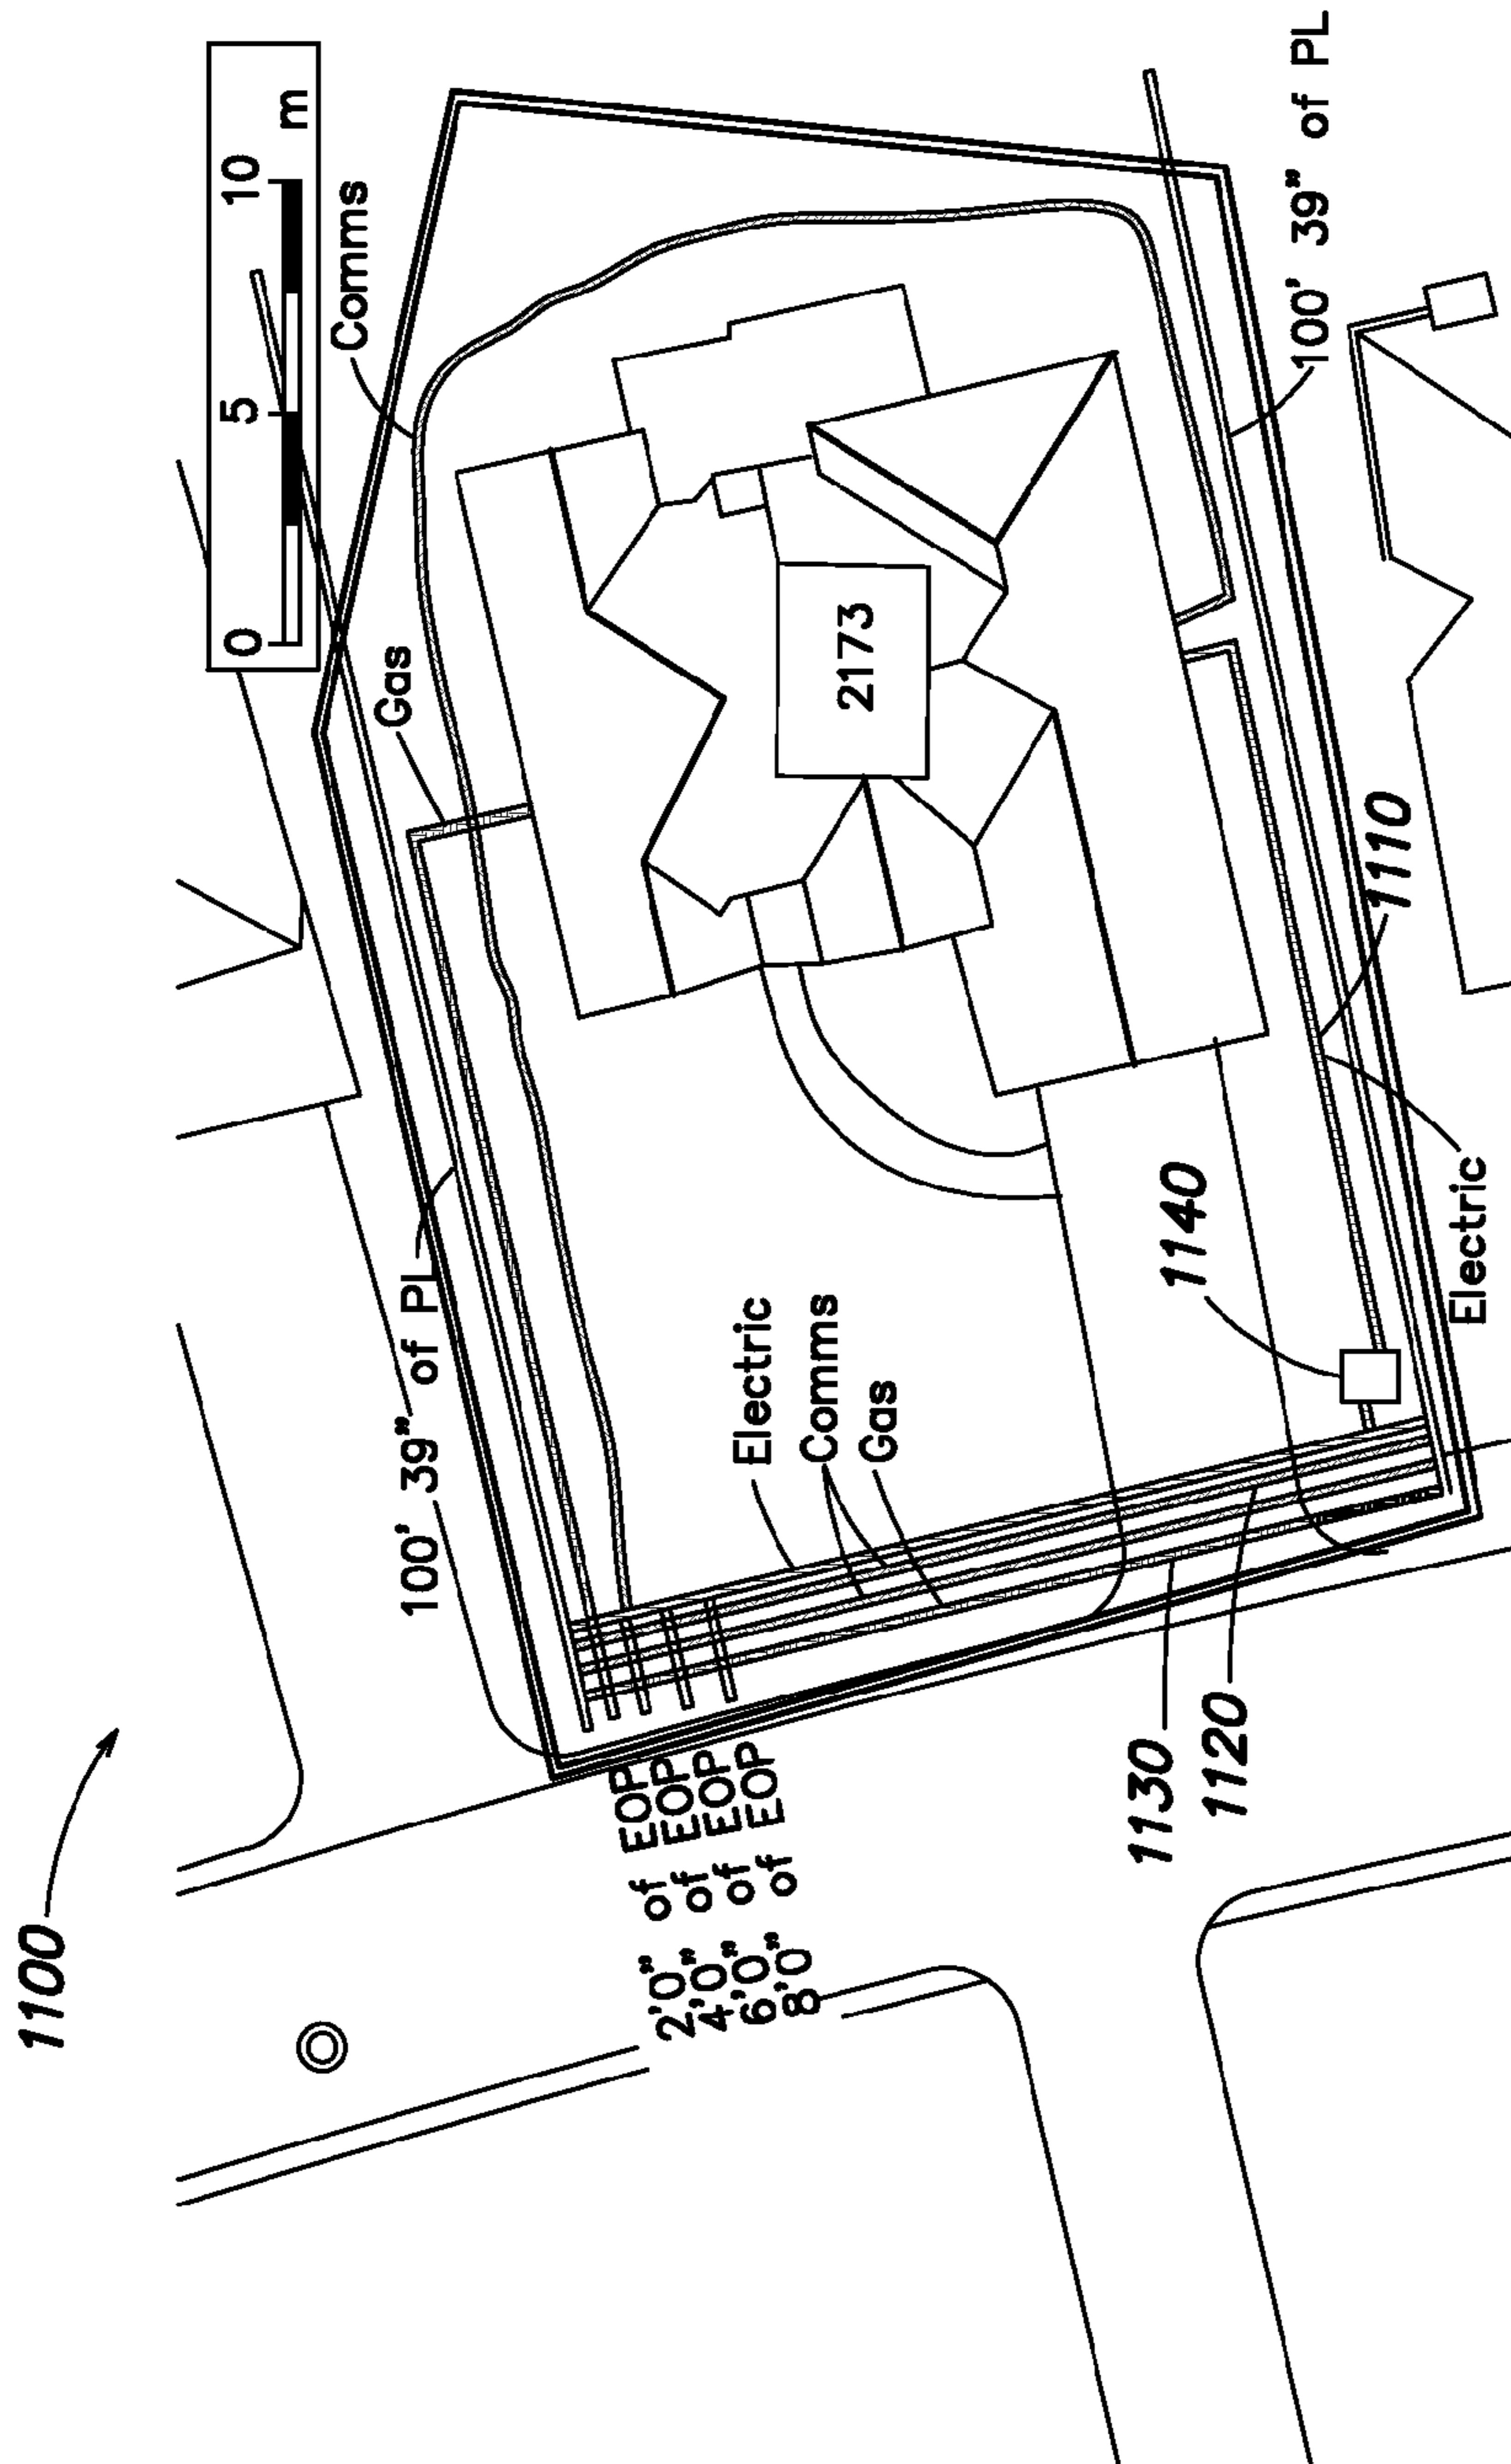 1100
0 5 10
m
Comms
Gas
100' 39" of PL
2173
100' 39" of PL
Electric
Comms
Gas
1110
1140
Electric
1130
1120
2'0" of EOP
4'0" of EOP
6'0" of EOP
8'0" of EOP